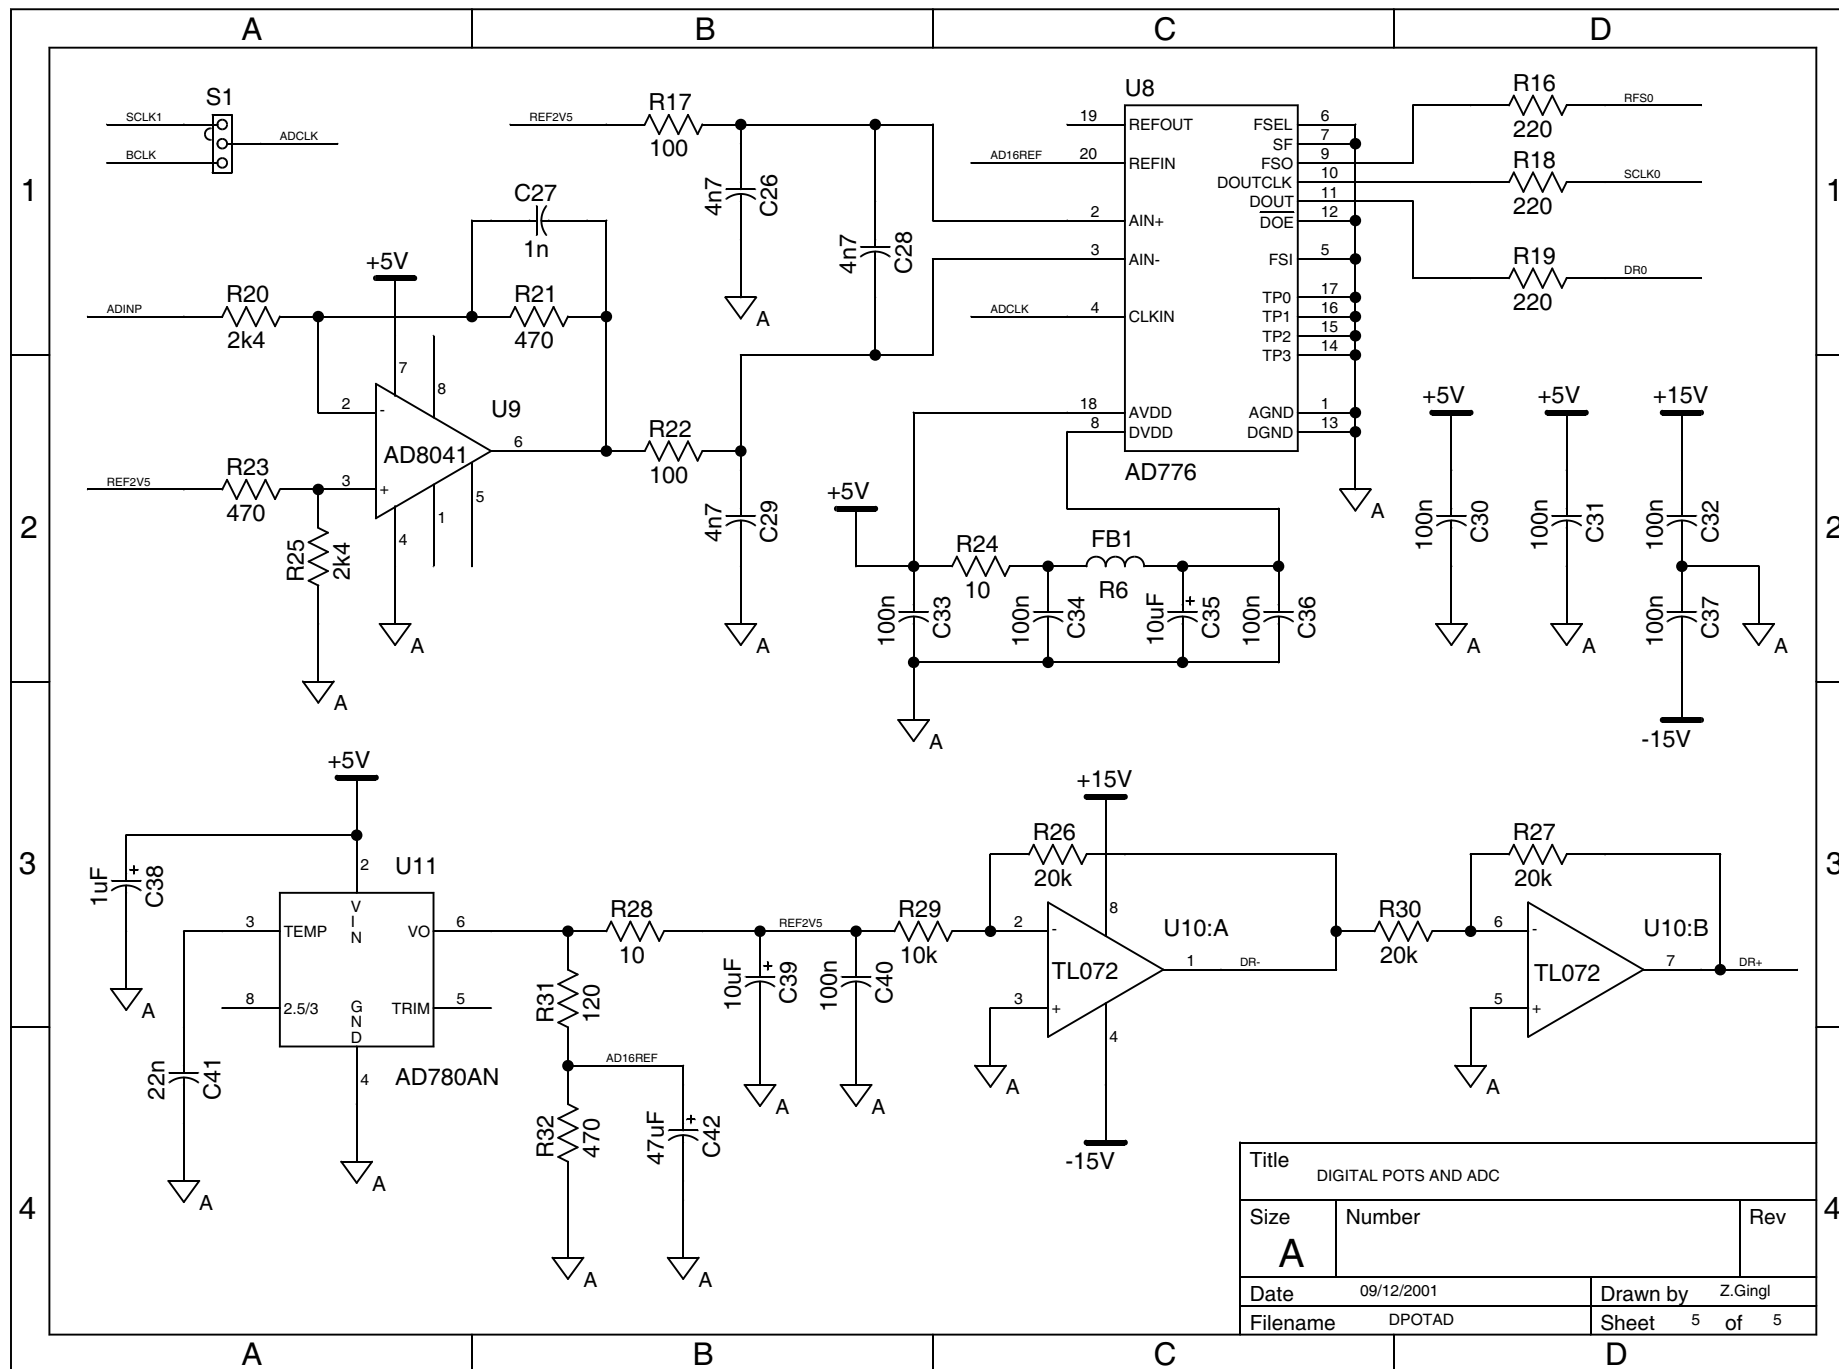 A B C D
1 1
2 2
3 3
4 4
A B C D
S1
SCLK1
BCLK
ADCLK
REF2V5
R17
100
4n7
C26
A
4n7
C28
C27
1n
+5V
ADINP
R20
2k4
R21
470
7
8
2
-
U9
AD8041
6
REF2V5
R23
470
3
+
5
1
4
R25
2k4
A
A
R22
100
4n7
C29
A
U8
19 REFOUT
AD16REF 20 REFIN
2 AIN+
3 AIN-
ADCLK 4 CLKIN
18 AVDD
8 DVDD
FSEL 6
SF 7
FSO 9
DOUTCLK 10
DOUT 11
DOE 12
FSI 5
TP0 17
TP1 16
TP2 15
TP3 14
AGND 1
DGND 13
AD776
A
R16
220
RFS0
R18
220
SCLK0
R19
220
DR0
+5V
100n
C30
A
+5V
100n
C31
A
+15V
100n
C32
100n
C37
A
-15V
+5V
R24
10
FB1
R6
100n
C33
100n
C34
10uF
+
C35
100n
C36
A
+5V
1uF
+
C38
A
2
U11
VIN
3 TEMP
VO 6
8 2.5/3
GND
TRIM 5
4
AD780AN
22n
C41
A
A
R28
10
R31
120
AD16REF
R32
470
A
47uF
+
C42
A
REF2V5
10uF
+
C39
A
100n
C40
A
R29
10k
+15V
R26
20k
8
2
-
U10:A
TL072
1
DR-
3
+
4
A
-15V
R30
20k
R27
20k
6
-
U10:B
TL072
7
DR+
5
+
A
Title
DIGITAL POTS AND ADC
Size Number Rev
A
Date 09/12/2001 Drawn by Z.Gingl
Filename DPOTAD Sheet 5 of 5